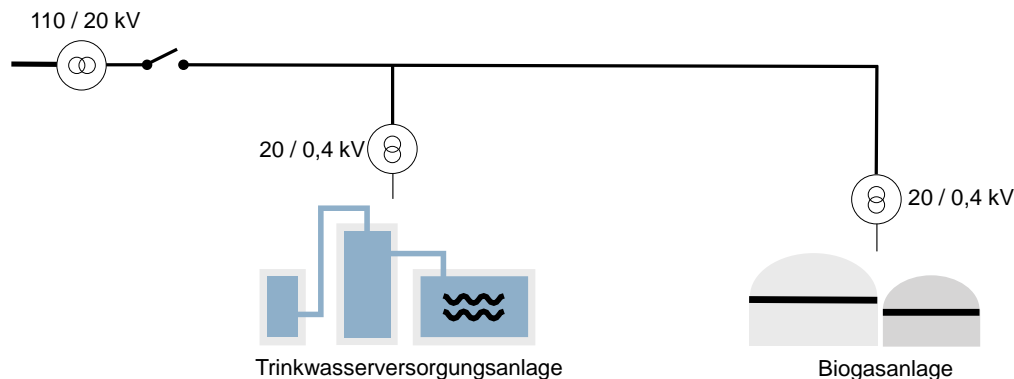 110 / 20 kV
20 / 0,4 kV
20 / 0,4 kV
Trinkwasserversorgungsanlage
Biogasanlage